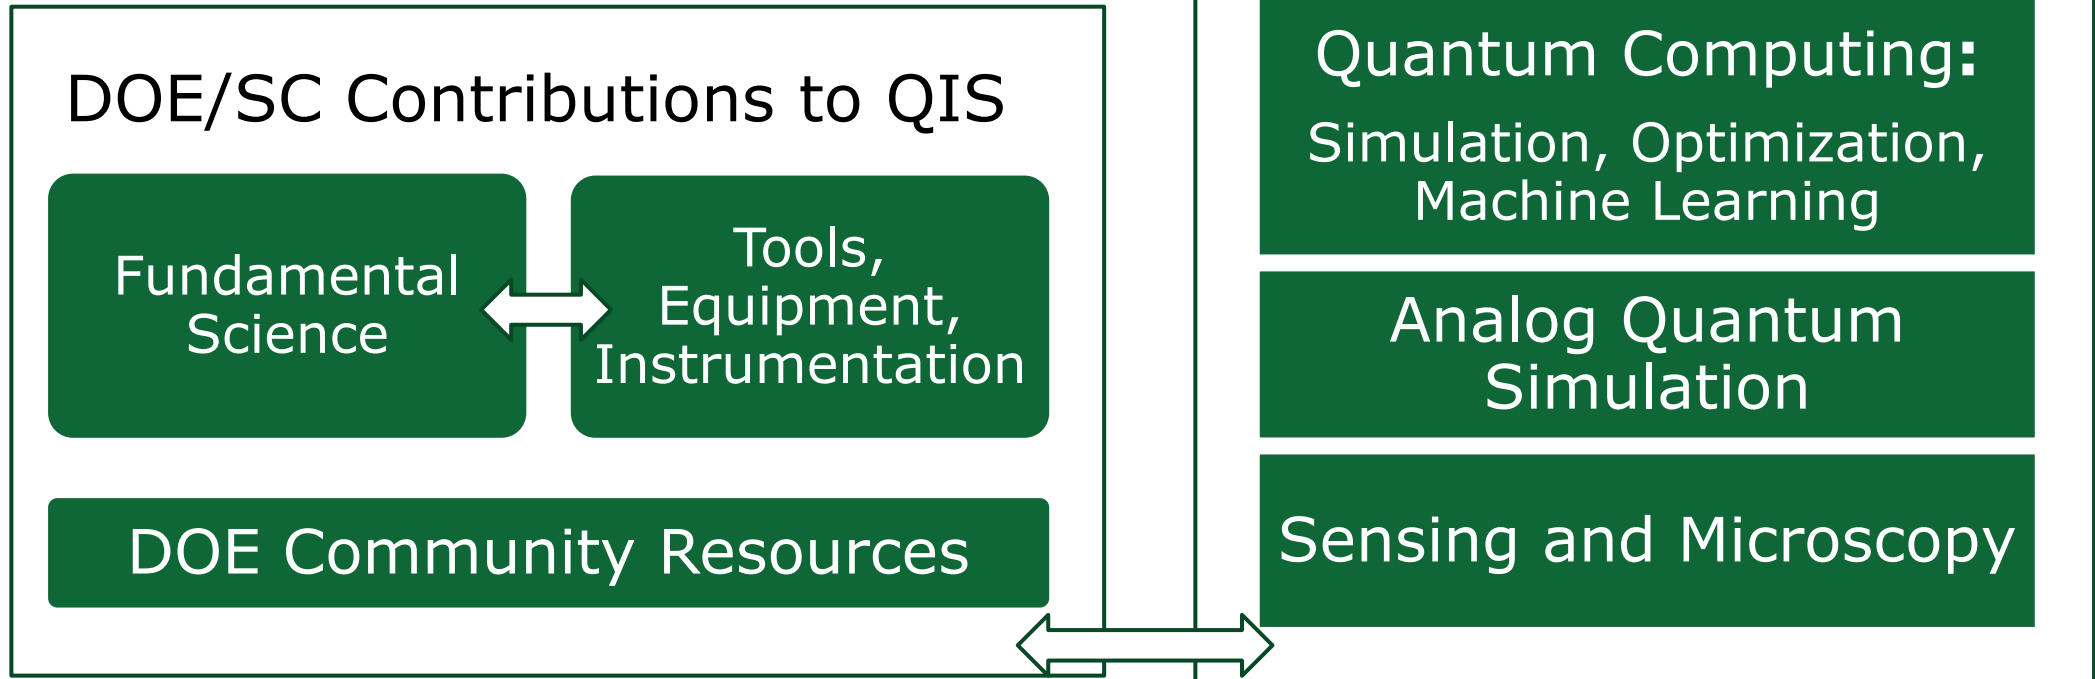 DOE/SC Contributions to QIS
Fundamental
Science
Tools,
Equipment,
Instrumentation
DOE Community Resources
Quantum Computing:
Simulation, Optimization,
Machine Learning
Analog Quantum
Simulation
Sensing and Microscopy